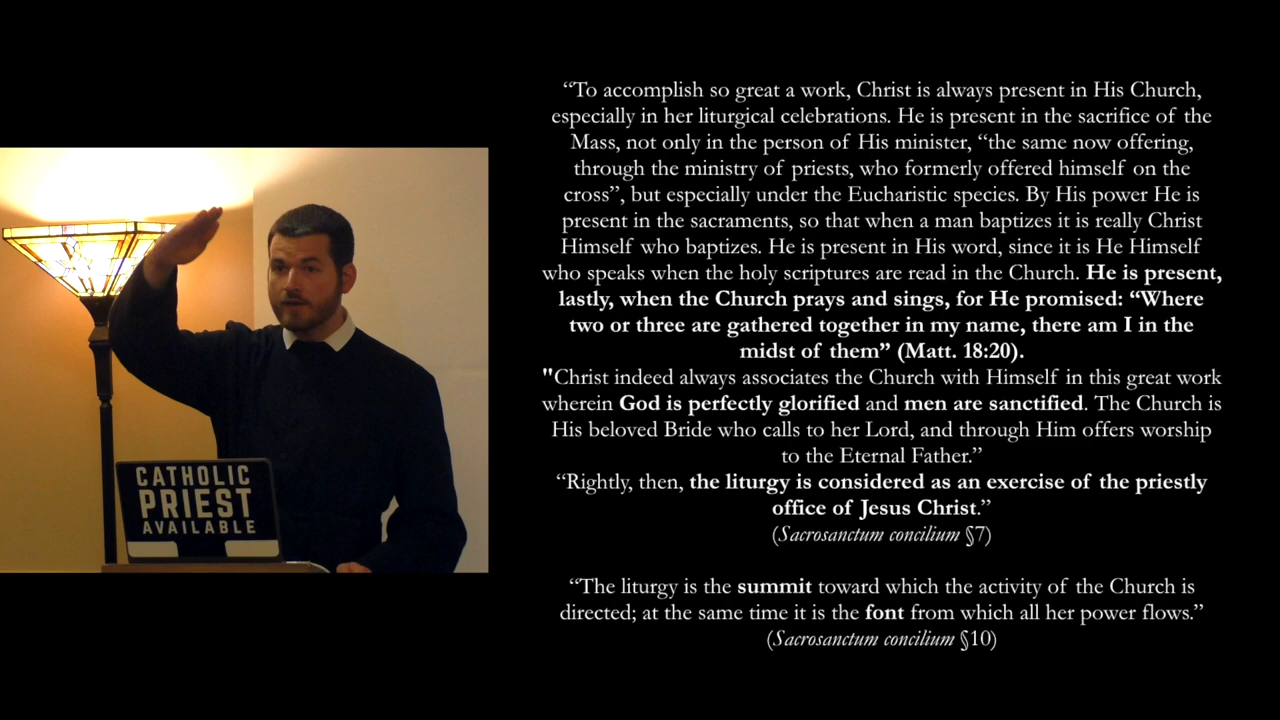 CATHOLIC
PRIEST
AVAILABLE
“To accomplish so great a work, Christ is always present in His Church,
especially in her liturgical celebrations. He is present in the sacrifice of the
Mass, not only in the person of His minister, “the same now offering,
through the ministry of priests, who formerly offered himself on the
cross”, but especially under the Eucharistic species. By His power He is
present in the sacraments, so that when a man baptizes it is really Christ
Himself who baptizes. He is present in His word, since it is He Himself
who speaks when the holy scriptures are read in the Church. He is present,
lastly, when the Church prays and sings, for He promised: “Where
two or three are gathered together in my name, there am I in the
midst of them” (Matt. 18:20).
"Christ indeed always associates the Church with Himself in this great work
wherein God is perfectly glorified and men are sanctified. The Church is
His beloved Bride who calls to her Lord, and through Him offers worship
to the Eternal Father.”
“Rightly, then, the liturgy is considered as an exercise of the priestly
office of Jesus Christ.”
(Sacrosanctum concilium §7)
“The liturgy is the summit toward which the activity of the Church is
directed; at the same time it is the font from which all her power flows.”
(Sacrosanctum concilium §10)